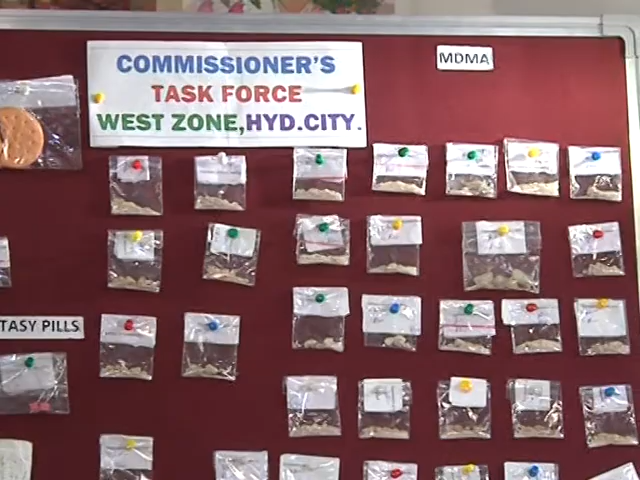 COMMISSIONER'S
TASK FORCE
WEST ZONE,HYD.CITY.
MDMA
TASY PILLS